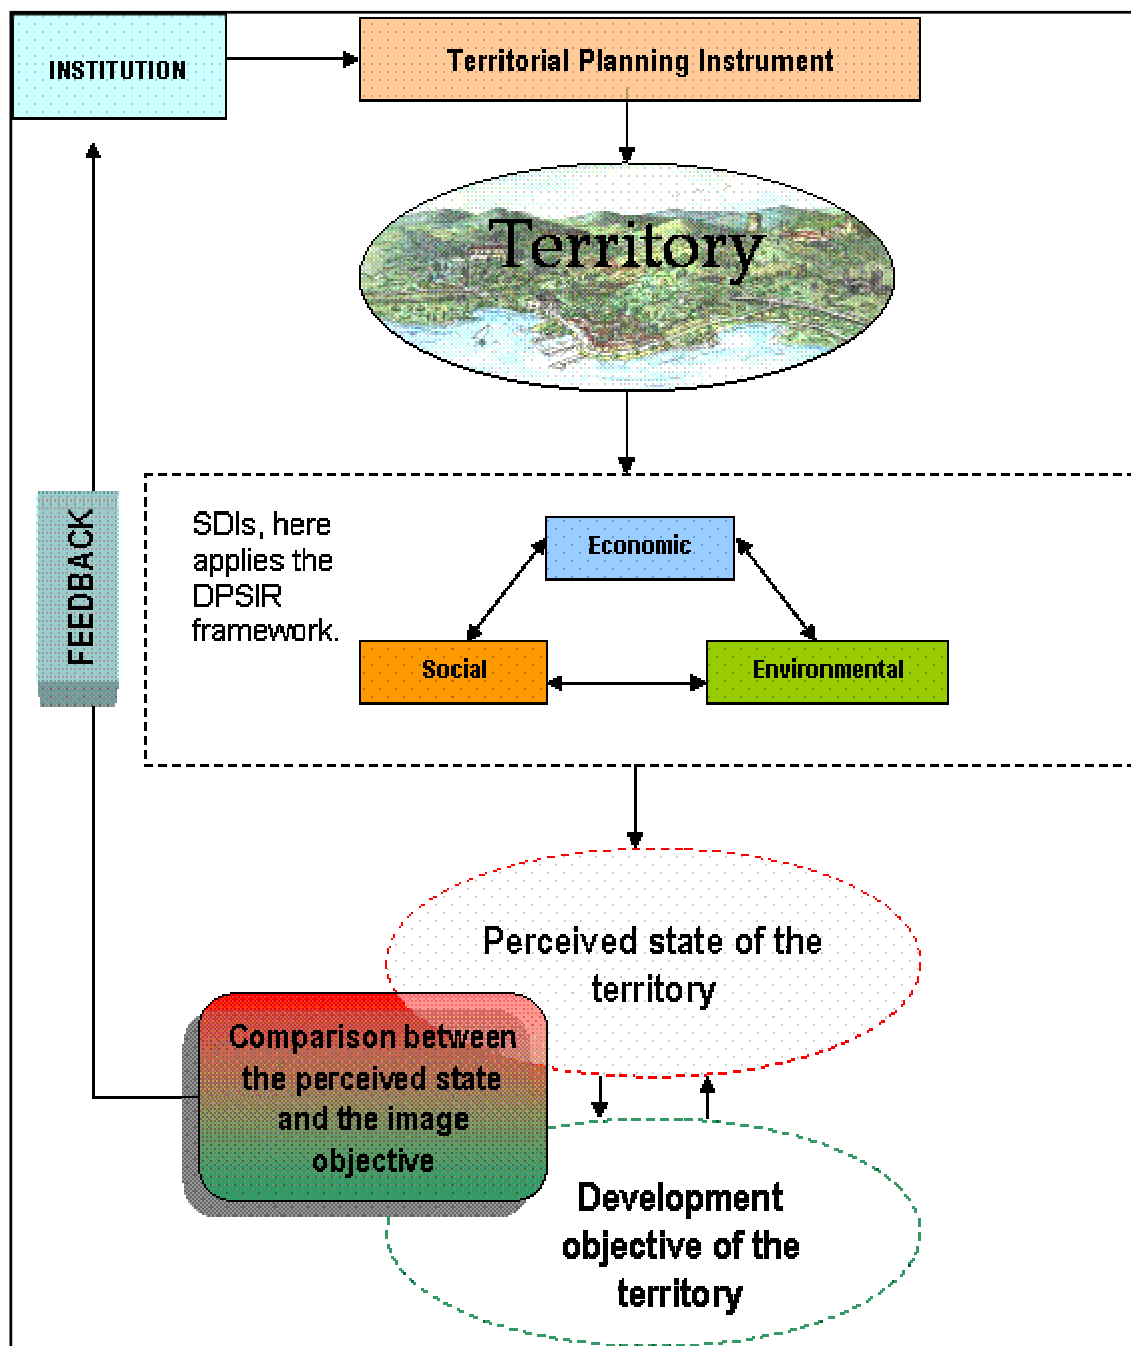 INSTITUTION
Territorial Planning Instrument
Territory
SDIs, here
applies the
DPSIR
framework.
Economic
Social
Environmental
FEEDBACK
Perceived state of the
territory
Comparison between
the perceived state
and the image
objective
Development
objective of the
territory